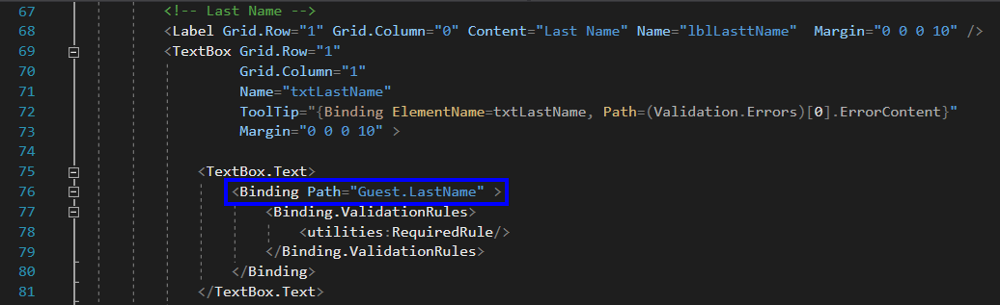 67 <!-- Last Name -->
68 <Label Grid.Row="1" Grid.Column="0" Content="Last Name" Name="lblLasttName"  Margin="0 0 0 10" />
69 <TextBox Grid.Row="1"
70 Grid.Column="1"
71 Name="txtLastName"
72 ToolTip="{Binding ElementName=txtLastName, Path=(Validation.Errors)[0].ErrorContent}"
73 Margin="0 0 0 10" >
74
75 <TextBox.Text>
76 <Binding Path="Guest.LastName" >
77 <Binding.ValidationRules>
78 <utilities:RequiredRule/>
79 </Binding.ValidationRules>
80 </Binding>
81 </TextBox.Text>